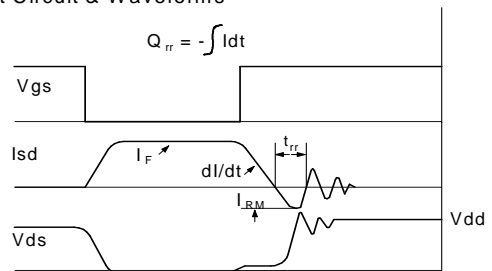 t Circuit & Waveforms
Q rr = -∫Idt
Vgs
Isd
I F
dI/dt
t rr
I RM
Vds
Vdd